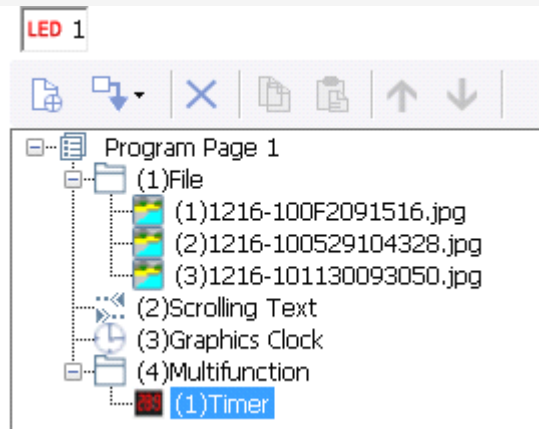 LED 1
Program Page 1
(1)File
(1)1216-100F2091516.jpg
(2)1216-100529104328.jpg
(3)1216-101130093050.jpg
(2)Scrolling Text
(3)Graphics Clock
(4)Multifunction
289 (1)Timer